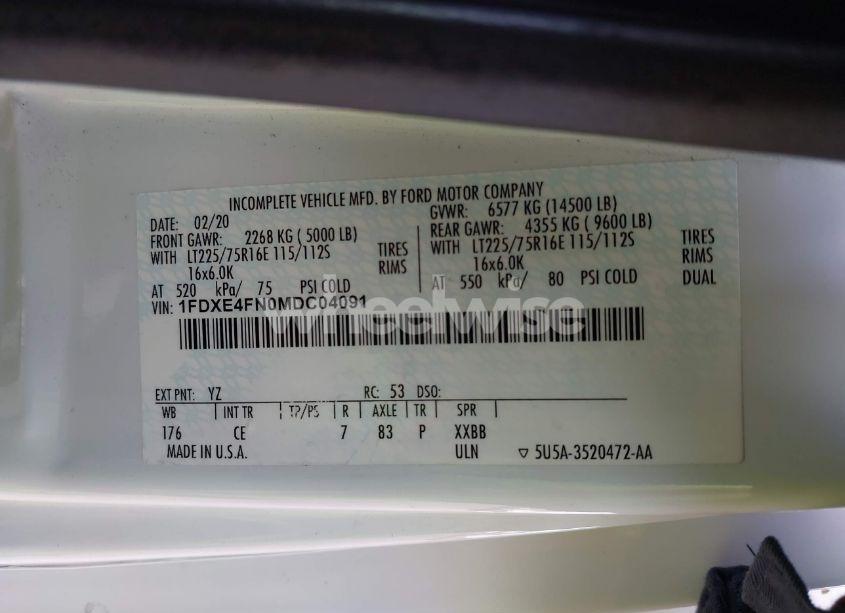 INCOMPLETE VEHICLE MFD. BY FORD MOTOR COMPANY
DATE: 02/20 GVWR: 6577 KG (14500 LB)
FRONT GAWR: 2268 KG ( 5000 LB) REAR GAWR: 4355 KG ( 9600 LB)
WITH LT225/75R16E 115/112S TIRES WITH LT225/75R16E 115/112S TIRES
16x6.0K RIMS 16x6.0K RIMS
AT 520 kPa/ 75 PSI COLD AT 550 kPa/ 80 PSI COLD DUAL
VIN: 1FDXE4FN0MDC04091
wheelwise
EXT PNT: YZ RC: 53 DSO:
WB INT TR TP/PS R AXLE TR SPR
176 CE 7 83 P XXBB
MADE IN U.S.A. ULN ▽ 5U5A-3520472-AA